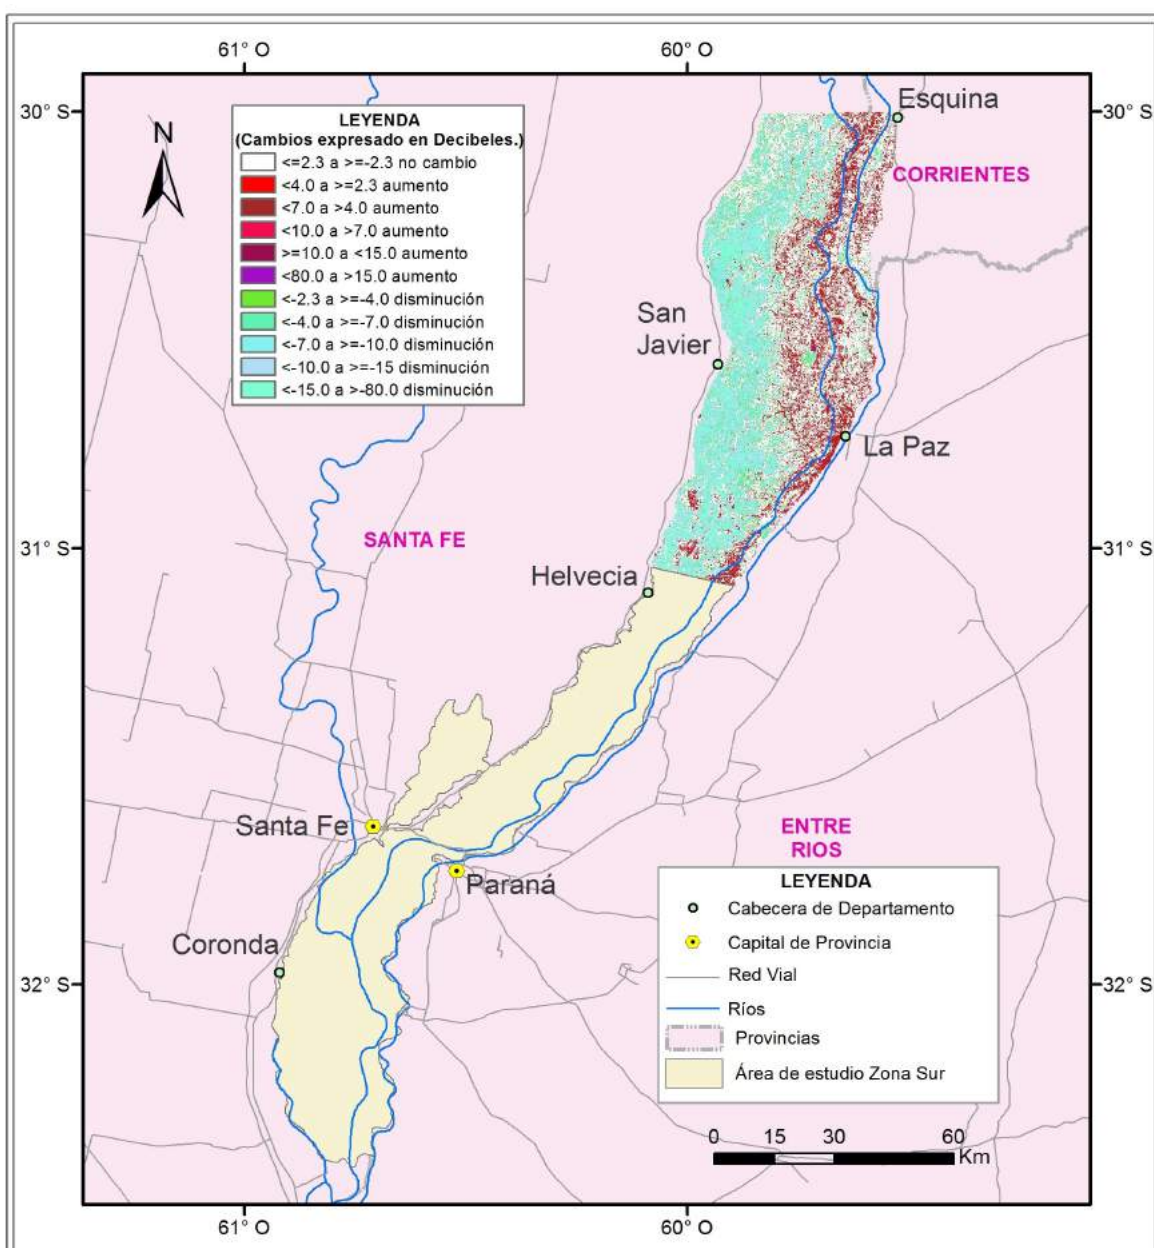 61° O 60° O
30° S
30° S
Esquina
CORRIENTES
N
LEYENDA
(Cambios expresado en Decibeles.)
<=2.3 a >=-2.3 no cambio
<4.0 a >=2.3 aumento
<7.0 a >4.0 aumento
<10.0 a >7.0 aumento
>=10.0 a <15.0 aumento
<80.0 a >15.0 aumento
<-2.3 a >=-4.0 disminución
<-4.0 a >=-7.0 disminución
<-7.0 a >=-10.0 disminución
<-10.0 a >=-15 disminución
<-15.0 a >-80.0 disminución
San
Javier
La Paz
SANTA FE
31° S
31° S
Helvecia
Santa Fe
ENTRE
RIOS
Paraná
Coronda
32° S
32° S
LEYENDA
Cabecera de Departamento
Capital de Provincia
Red Vial
Ríos
Provincias
Área de estudio Zona Sur
0 15 30 60
Km
61° O 60° O